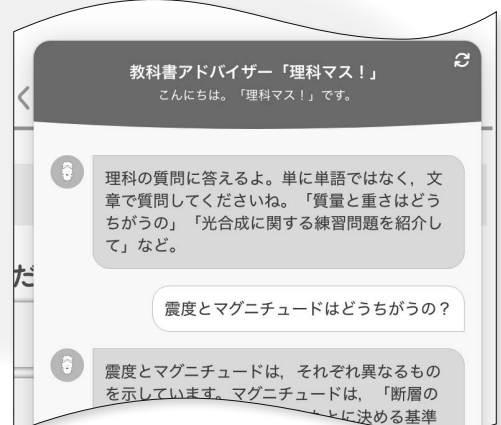 教科書アドバイザー「理科マス！」
こんにちは。「理科マス！」です。
理科の質問に答えるよ。単に単語ではなく，文
章で質問してくださいね。「質量と重さはどう
ちがうの」「光合成に関する練習問題を紹介し
て」など。
だ
震度とマグニチュードはどうちがうの？
震度とマグニチュードは，それぞれ異なるもの
を示しています。マグニチュードは，「断層の
とに決める基準